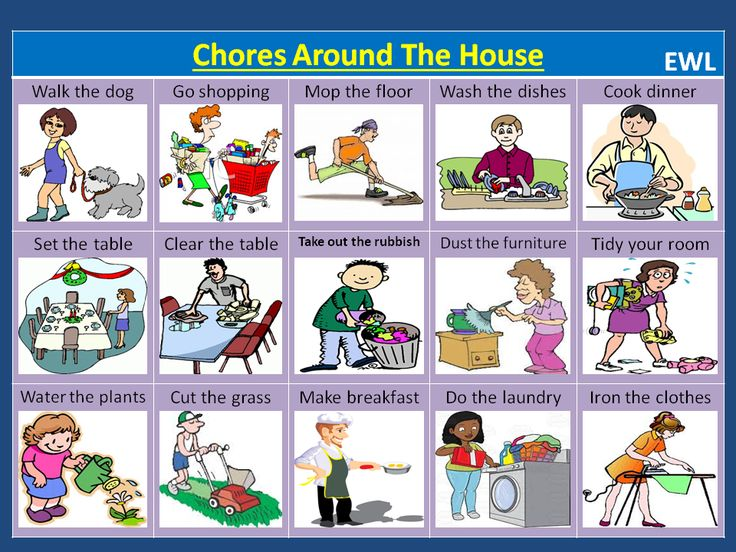 Chores Around The House
EWL
Walk the dog
Go shopping
Mop the floor
Wash the dishes
Cook dinner
Set the table
Clear the table
Take out the rubbish
Dust the furniture
Tidy your room
Water the plants
Cut the grass
Make breakfast
Do the laundry
Iron the clothes